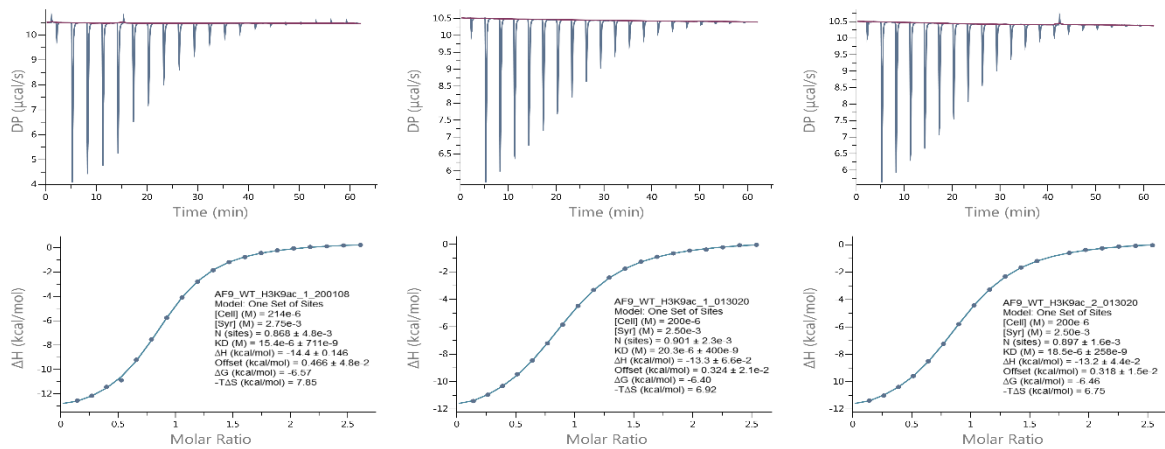 10
9
8
7
6
5
4
DP (µcal/s)
0 10 20 30 40 50 60
Time (min)
10.5
10
9.5
9
8.5
8
7.5
7
6.5
6
DP (µcal/s)
0 10 20 30 40 50 60
Time (min)
10.5
10
9.5
9
8.5
8
7.5
7
6.5
6
DP (µcal/s)
0 10 20 30 40 50 60
Time (min)
0
-2
-4
-6
-8
-10
-12
ΔH (kcal/mol)
AF9_WT_H3K9ac_1_200108
Model: One Set of Sites
[Cell] (M) = 214e-6
[Syr] (M) = 2.75e-3
N (sites) = 0.868 ± 4.8e-3
KD (M) = 15.4e-6 ± 711e-9
ΔH (kcal/mol) = -14.4 ± 0.146
Offset (kcal/mol) = 0.466 ± 4.8e-2
ΔG (kcal/mol) = -6.57
-TΔS (kcal/mol) = 7.85
0 0.5 1 1.5 2 2.5
Molar Ratio
0
-2
-4
-6
-8
-10
-12
ΔH (kcal/mol)
AF9_WT_H3K9ac_1_013020
Model: One Set of Sites
[Cell] (M) = 200e-6
[Syr] (M) = 2.50e-3
N (sites) = 0.901 ± 2.3e-3
KD (M) = 20.3e-6 ± 400e-9
ΔH (kcal/mol) = -13.3 ± 6.6e-2
Offset (kcal/mol) = 0.324 ± 2.1e-2
ΔG (kcal/mol) = -6.40
-TΔS (kcal/mol) = 6.92
0 0.5 1 1.5 2 2.5
Molar Ratio
0
-2
-4
-6
-8
-10
-12
ΔH (kcal/mol)
AF9_WT_H3K9ac_2_013020
Model: One Set of Sites
[Cell] (M) = 200e 6
[Syr] (M) = 2.50e-3
N (sites) = 0.897 ± 1.6e-3
KD (M) = 18.5e-6 ± 258e-9
ΔH (kcal/mol) = -13.2 ± 4.4e-2
Offset (kcal/mol) = 0.318 ± 1.5e-2
ΔG (kcal/mol) = -6.46
-TΔS (kcal/mol) = 6.75
0 0.5 1 1.5 2 2.5
Molar Ratio